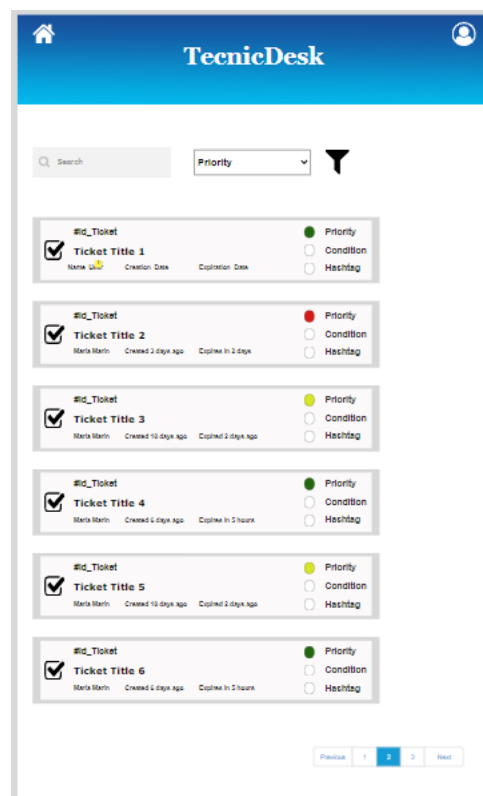 TecnicDesk
Search
Priority
#Id_Ticket
Priority
Ticket Title 1
Condition
Name User Creation Date Expiration Date
Hashtag
#Id_Ticket
Priority
Ticket Title 2
Condition
Maria Marin Created 2 days ago Expires in 2 days
Hashtag
#Id_Ticket
Priority
Ticket Title 3
Condition
Maria Marin Created 10 days ago Expired 2 days ago
Hashtag
#Id_Ticket
Priority
Ticket Title 4
Condition
Maria Marin Created 6 days ago Expires in 5 hours
Hashtag
#Id_Ticket
Priority
Ticket Title 5
Condition
Maria Marin Created 10 days ago Expired 2 days ago
Hashtag
#Id_Ticket
Priority
Ticket Title 6
Condition
Maria Marin Created 6 days ago Expires in 5 hours
Hashtag
Previous 1 2 3 Next